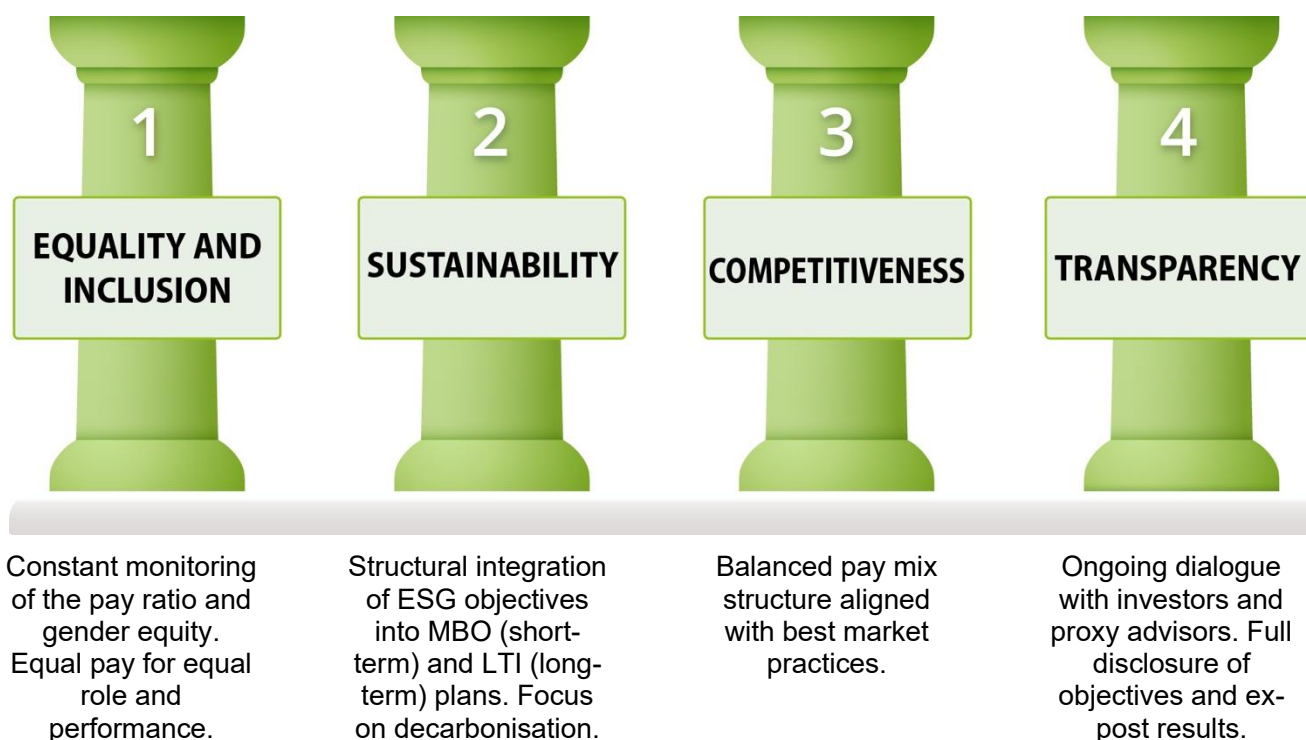 1
EQUALITY AND
INCLUSION
Constant monitoring
of the pay ratio and
gender equity.
Equal pay for equal
role and
performance.
2
SUSTAINABILITY
Structural integration
of ESG objectives
into MBO (short-
term) and LTI (long-
term) plans. Focus
on decarbonisation.
3
COMPETITIVENESS
Balanced pay mix
structure aligned
with best market
practices.
4
TRANSPARENCY
Ongoing dialogue
with investors and
proxy advisors. Full
disclosure of
objectives and ex-
post results.